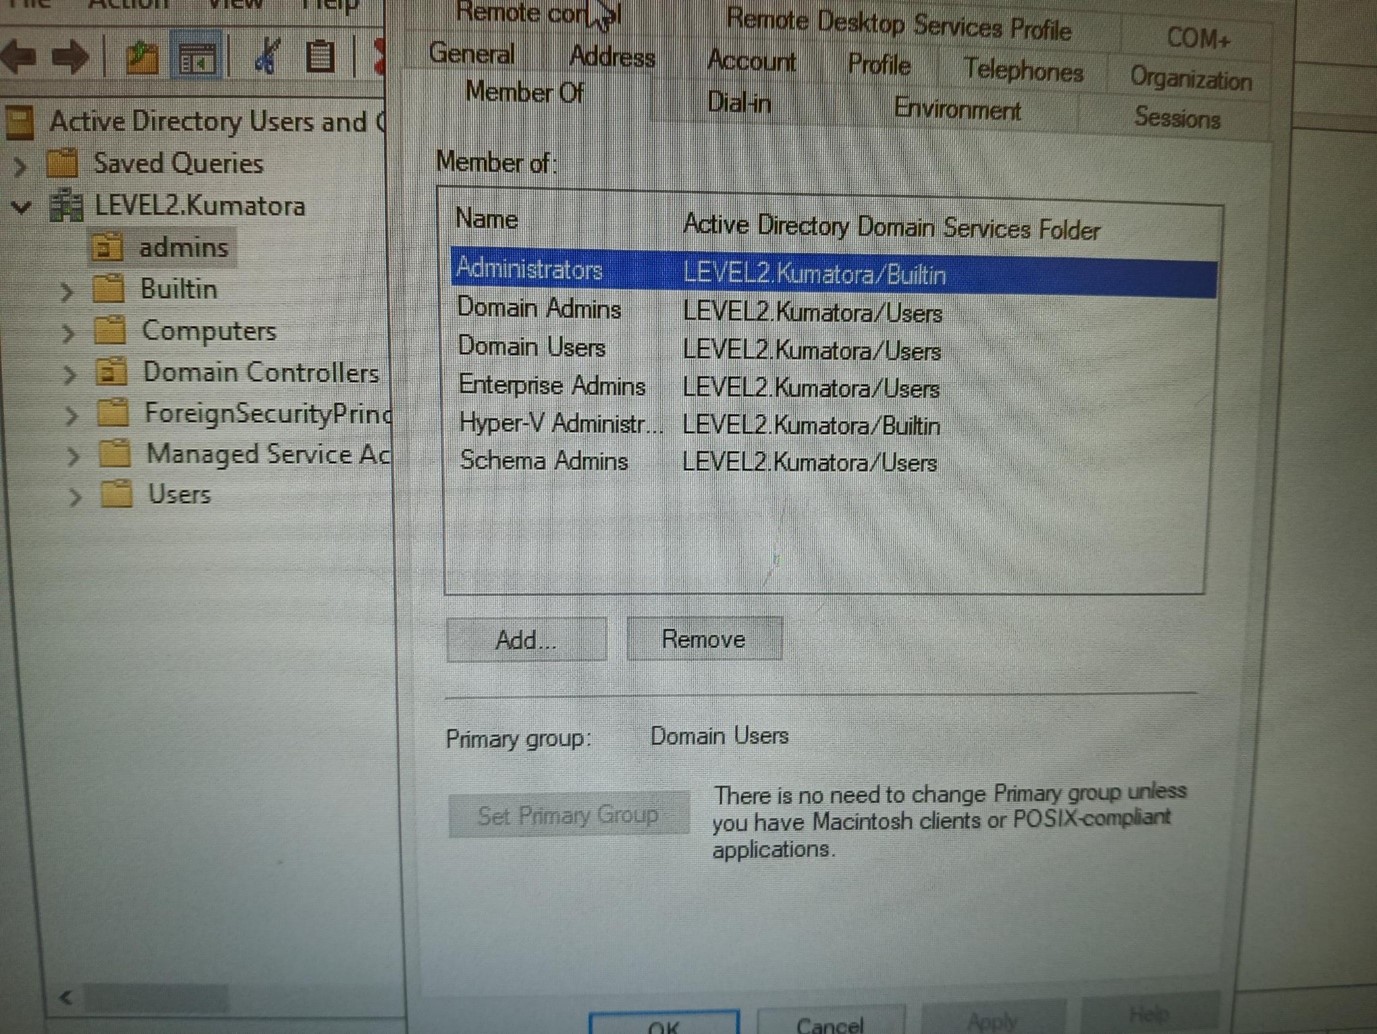 File Action View Help
Active Directory Users and C
Saved Queries
LEVEL2.Kumatora
admins
Builtin
Computers
Domain Controllers
ForeignSecurityPrinc
Managed Service Ac
Users
Remote control Remote Desktop Services Profile COM+
General Address Account Profile Telephones Organization
Member Of Dial-in Environment Sessions
Member of:
Name Active Directory Domain Services Folder
Administrators LEVEL2.Kumatora/Builtin
Domain Admins LEVEL2.Kumatora/Users
Domain Users LEVEL2.Kumatora/Users
Enterprise Admins LEVEL2.Kumatora/Users
Hyper-V Administr... LEVEL2.Kumatora/Builtin
Schema Admins LEVEL2.Kumatora/Users
Add... Remove
Primary group: Domain Users
Set Primary Group
There is no need to change Primary group unless
you have Macintosh clients or POSIX-compliant
applications.
OK Cancel Apply Help